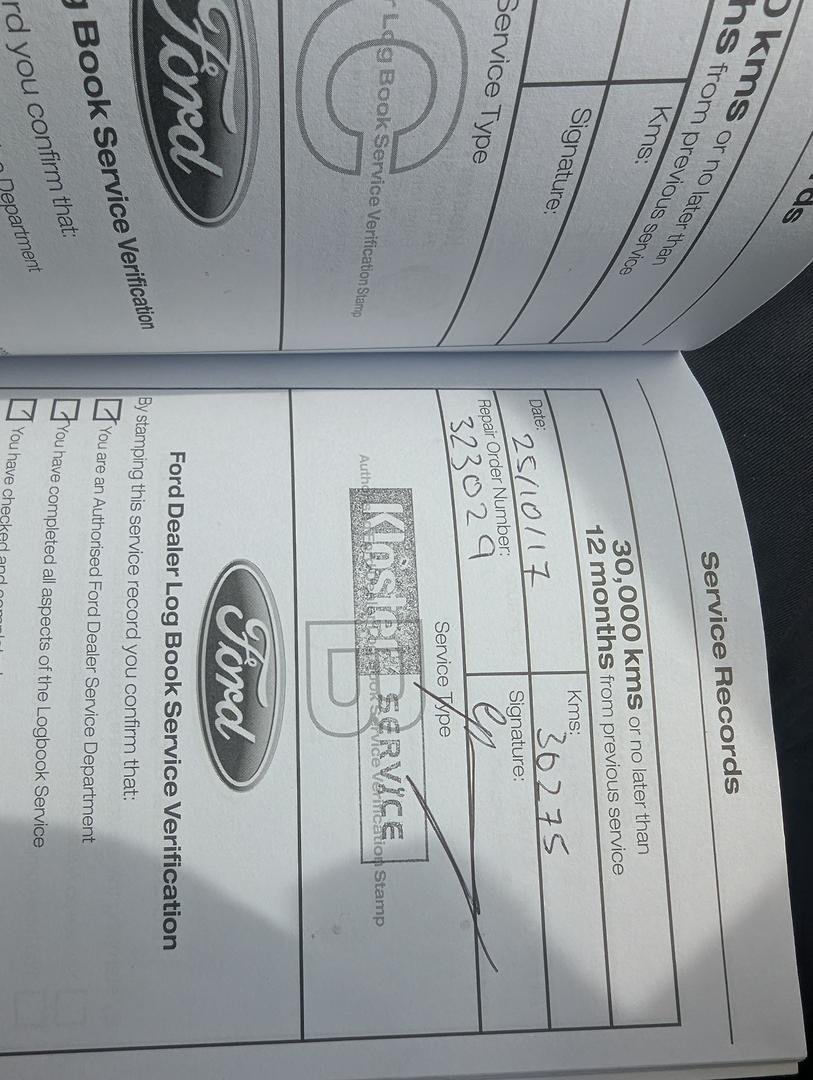 ds
0 kms or no later than
hs from previous service
Kms:
Signature:
Service Type
C
r Log Book Service Verification Stamp
Ford
g Book Service Verification
rd you confirm that:
Department
Service Records
30,000 kms or no later than
12 months from previous service
Date: 25/10/17
Kms: 30275
Repair Order Number: 323029
Signature:
Service Type
B
SERVICE
Service Verification Stamp
Ford
Ford Dealer Log Book Service Verification
By stamping this service record you confirm that:
You are an Authorised Ford Dealer Service Department
You have completed all aspects of the Logbook Service
You have checked and